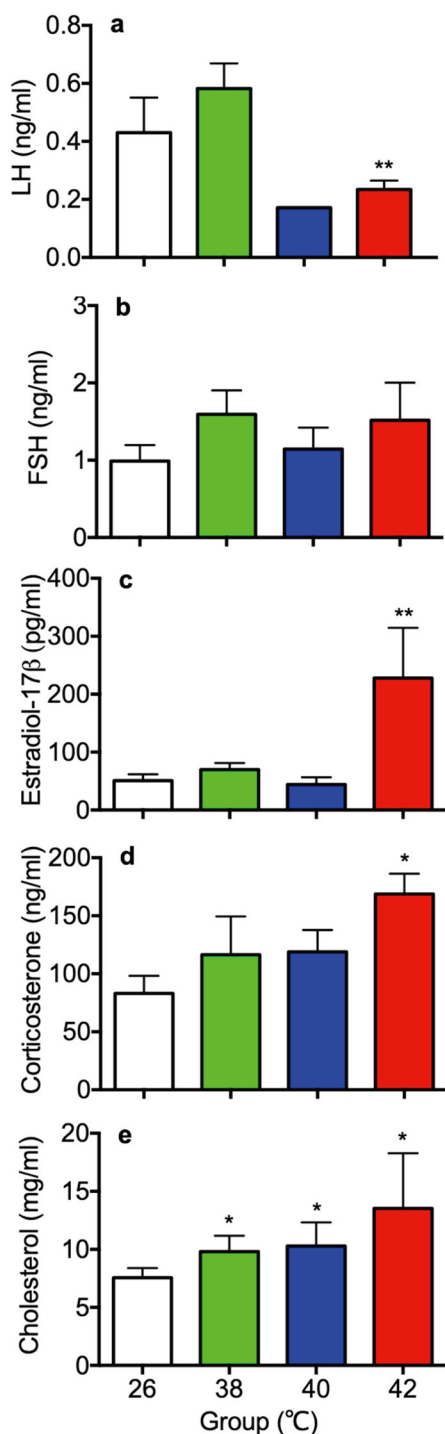 a
LH (ng/ml)
0.8
0.6
0.4
0.2
0.0
**
b
FSH (ng/ml)
3
2
1
0
c
Estradiol-17β (pg/ml)
400
300
200
100
0
**
d
Corticosterone (ng/ml)
200
150
100
50
0
*
e
Cholesterol (mg/ml)
20
15
10
5
0
* * *
26 38 40 42
Group (℃)